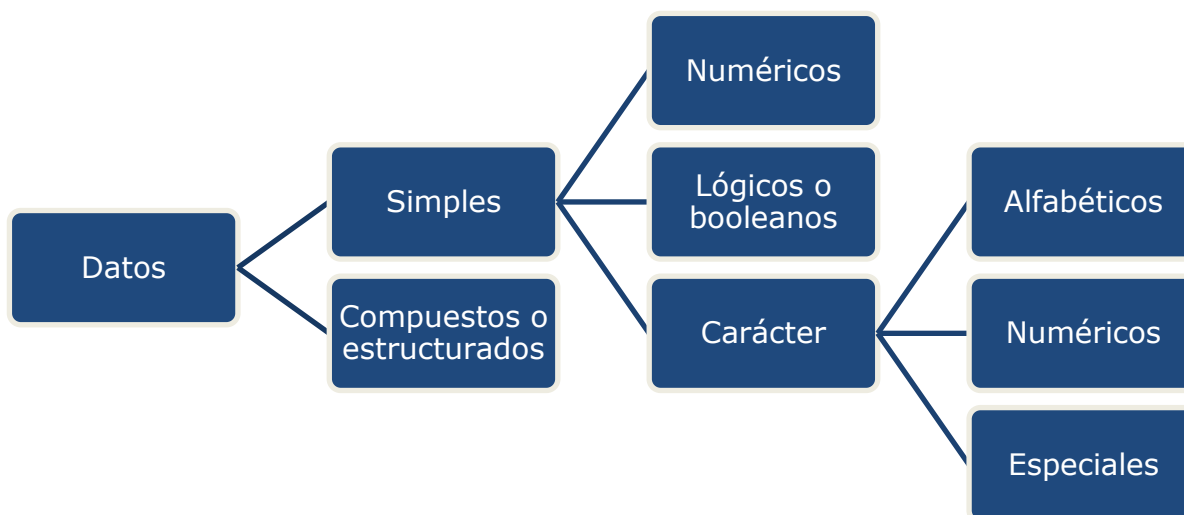 Datos
Simples
Compuestos o
estructurados
Numéricos
Lógicos o
booleanos
Carácter
Alfabéticos
Numéricos
Especiales